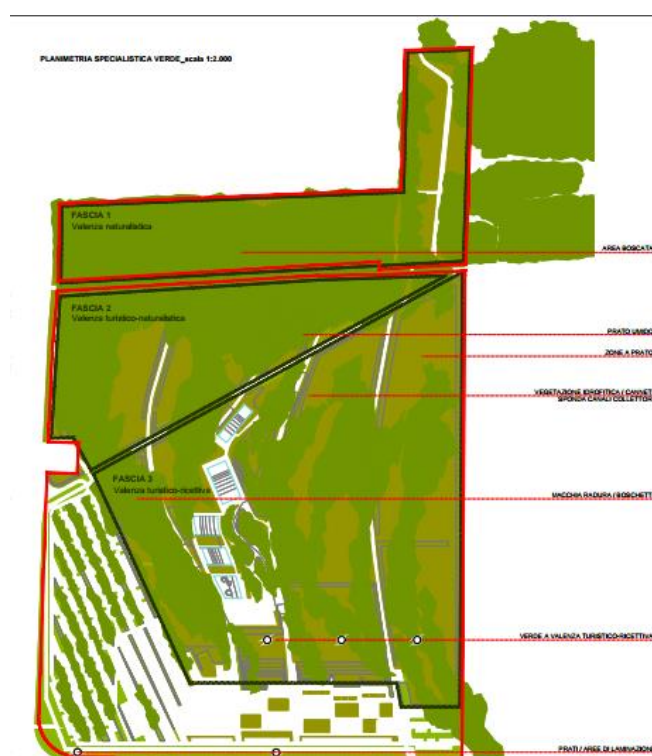 PLANIMETRIA SPECIALISTICA VERDE_scala 1:2.000
FASCIA 1
Valenza naturalistica
AREA BOSCATA
FASCIA 2
Valenza turistico-naturalistica
PRATO UMIDO
ZONE A PRATO
VEGETAZIONE IDROFITICA / CANNET
SPONDA CANALI COLLETTOR
FASCIA 3
Valenza turistico-ricettiva
MACCHIA RADURA / BOSCHETT
VERDE A VALENZA TURISTICO-RICETTIVA
PRATI / AREE DI LAMINAZION